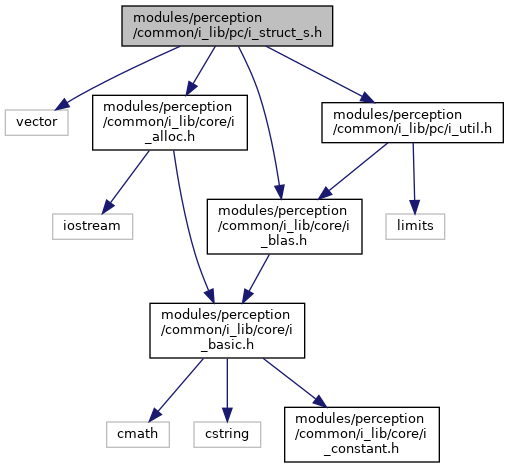 modules/perception
/common/i_lib/pc/i_struct_s.h
vector
modules/perception
/common/i_lib/core/i
_alloc.h
modules/perception
/common/i_lib/pc/i_util.h
iostream
modules/perception
/common/i_lib/core/i
_blas.h
limits
modules/perception
/common/i_lib/core/i
_basic.h
cmath
cstring
modules/perception
/common/i_lib/core/i
_constant.h